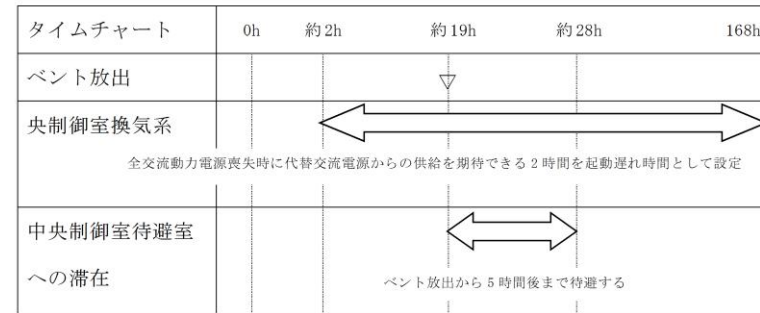 タイムチャート 0h 約2h 約19h 約28h 168h
ベント放出
央制御室換気系
全交流動力電源喪失時に代替交流電源からの供給を期待できる 2 時間を起動遅れ時間として設定
中央制御室待避室
への滞在
ベント放出から 5 時間後まで待避する